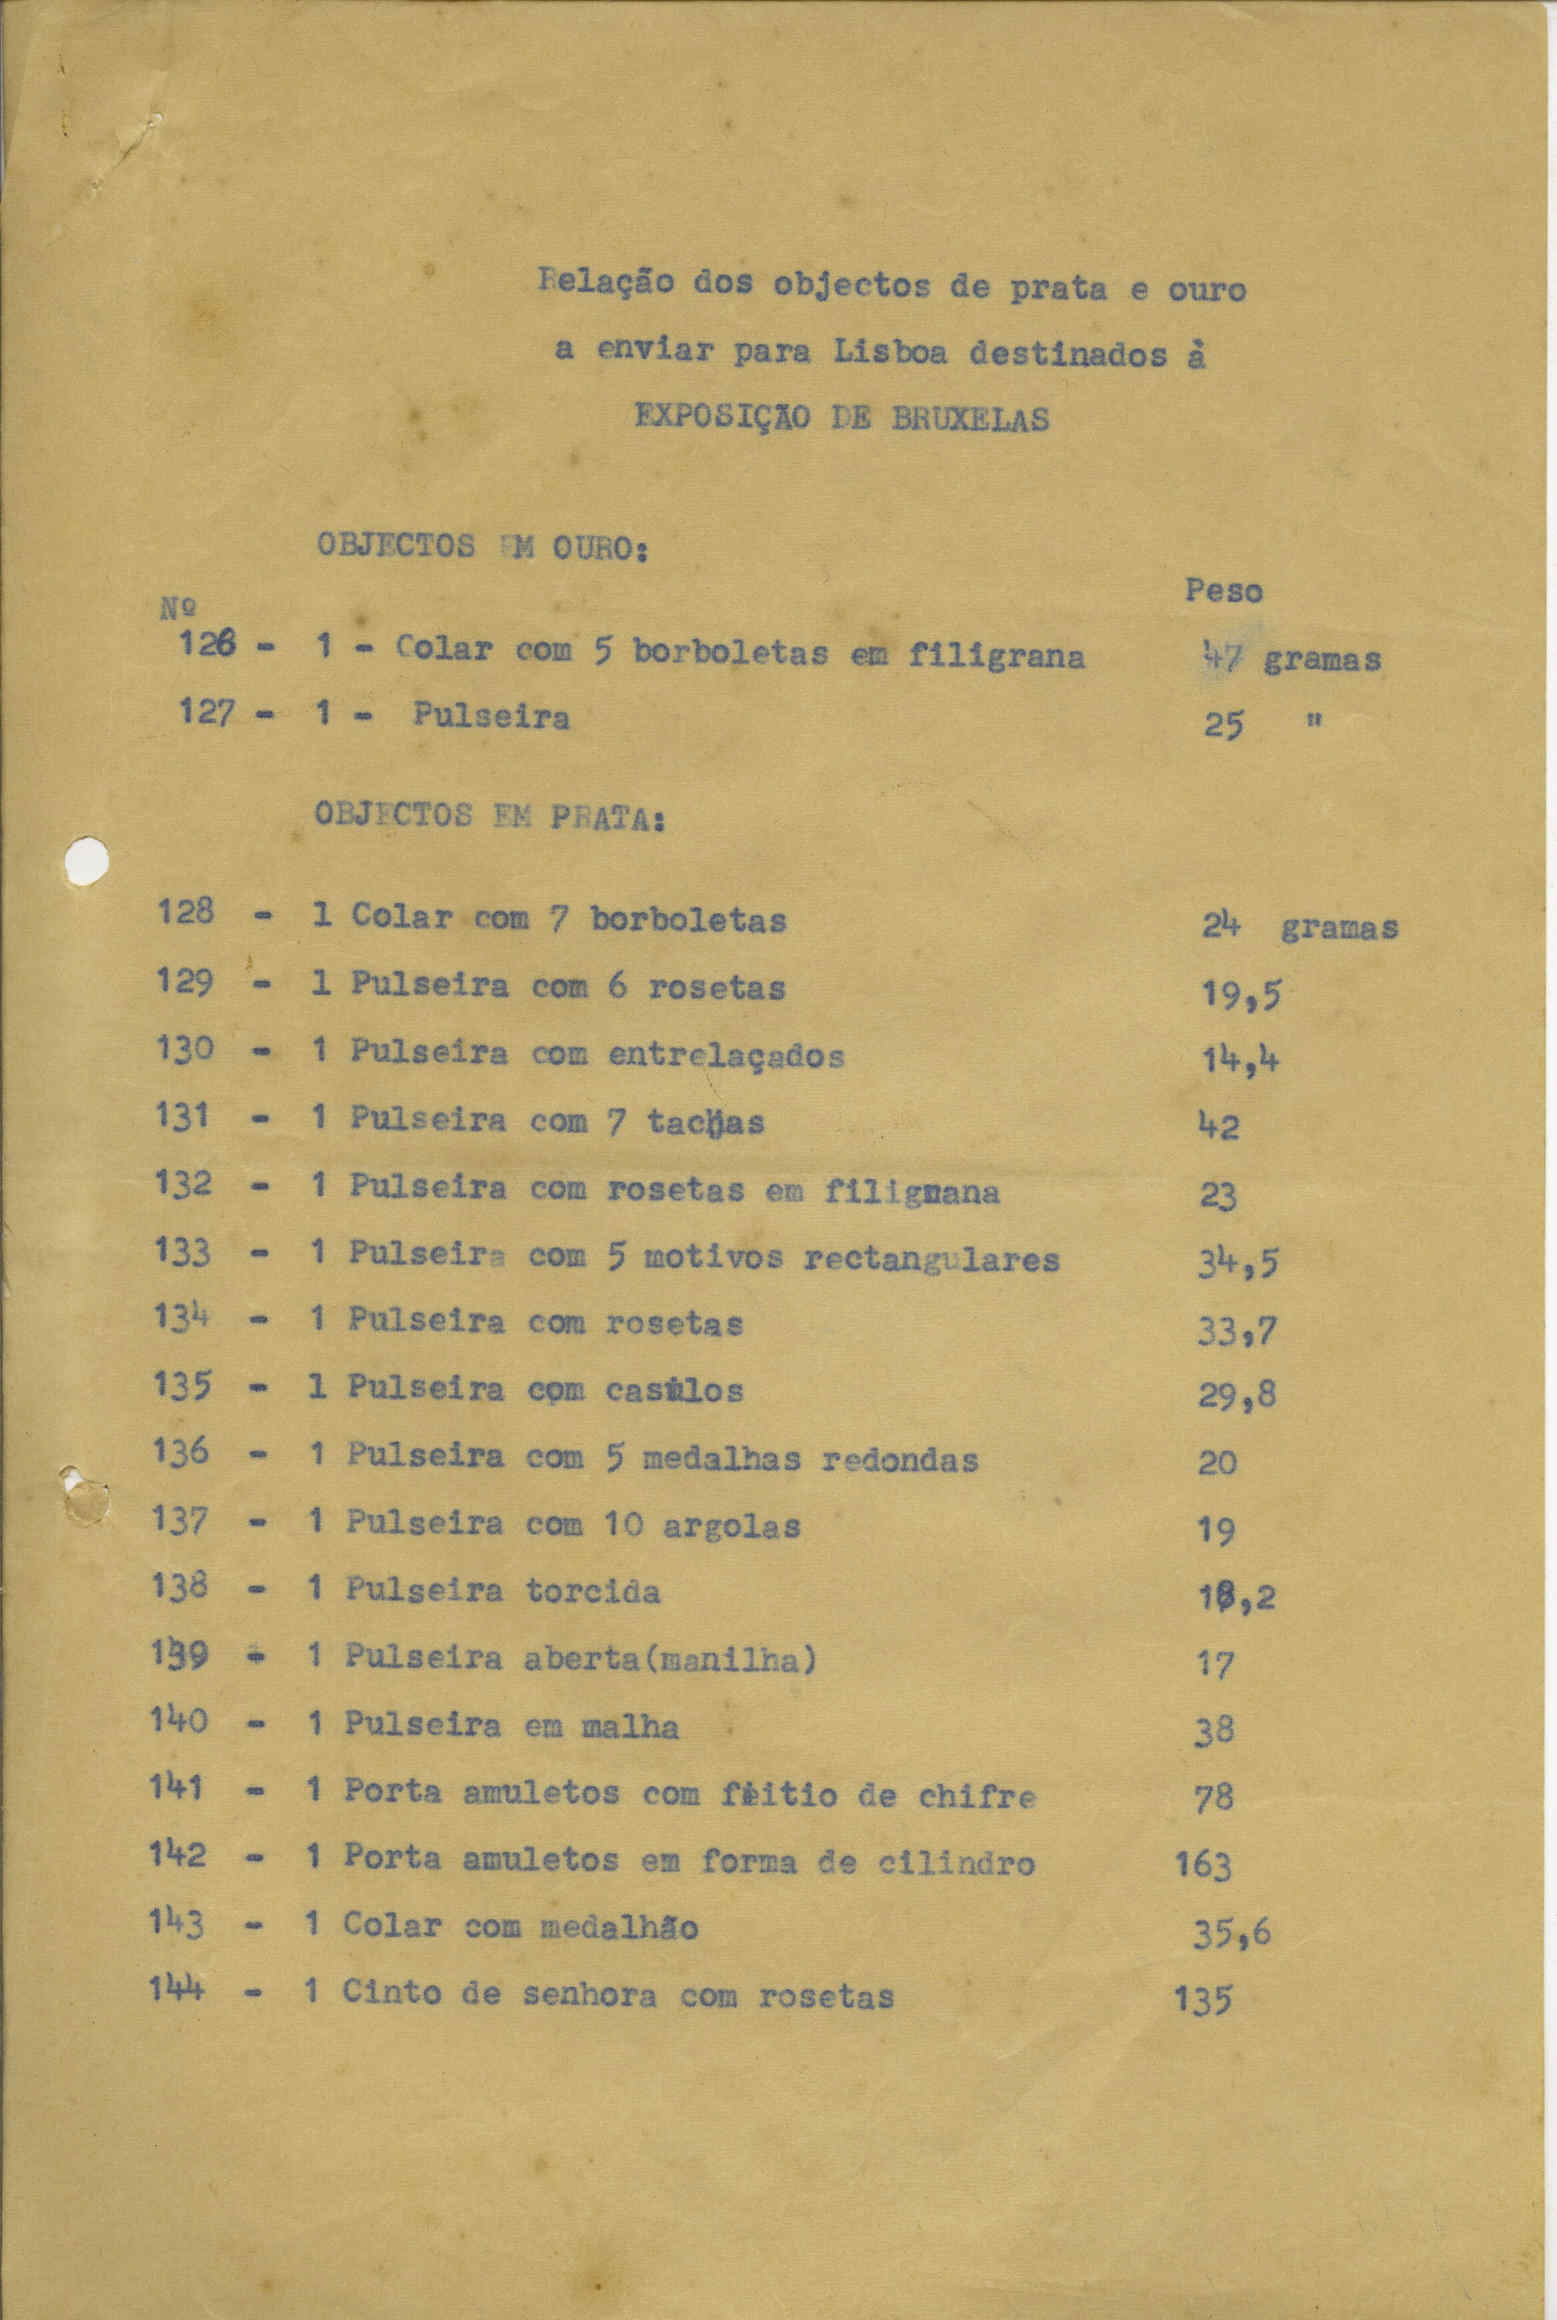 Relação dos objectos de prata e ouro
a enviar para Lisboa destinados à
EXPOSIÇÃO DE BRUXELAS
OBJECTOS EM OURO:
Nº Peso
126 - 1 - Colar com 5 borboletas em filigrana 47 gramas
127 - 1 - Pulseira 25 "
OBJECTOS EM PRATA:
128 - 1 Colar com 7 borboletas 24 gramas
129 - 1 Pulseira com 6 rosetas 19,5
130 - 1 Pulseira com entrelaçados 14,4
131 - 1 Pulseira com 7 tachas 42
132 - 1 Pulseira com rosetas em filigrana 23
133 - 1 Pulseira com 5 motivos rectangulares 34,5
134 - 1 Pulseira com rosetas 33,7
135 - 1 Pulseira com 29,8
136 - 1 Pulseira com 5 medalhas redondas 20
137 - 1 Pulseira com 10 argolas 19
138 - 1 Pulseira torcida
139 - 1 Pulseira aberta(manilha) 17
140 - 1 Pulseira em malha 38
141 - 1 Porta amuletos com feitio de chifre 78
142 - 1 Porta amuletos em forma de cilindro 163
143 - 1 Colar com medalhão 35,6
144 - 1 Cinto de senhora com rosetas 135